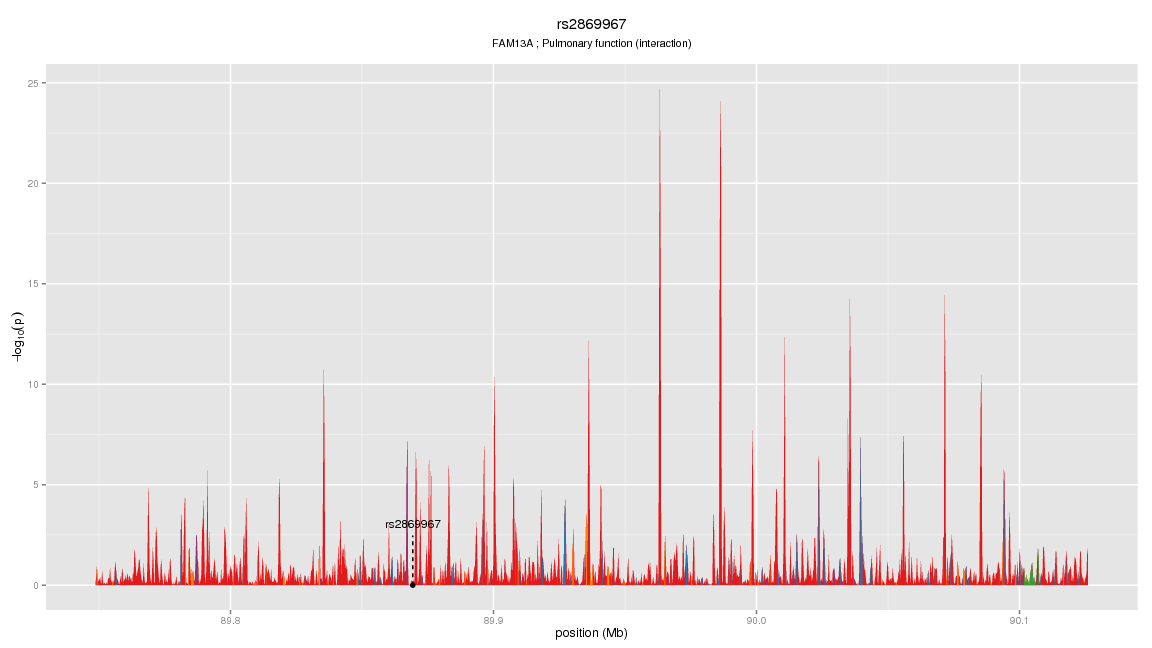 rs2869967
FAM13A ; Pulmonary function (interaction)
25
20
15
10
5
0
−log10(p)
rs2869967
89.8 89.9 90.0 90.1
position (Mb)